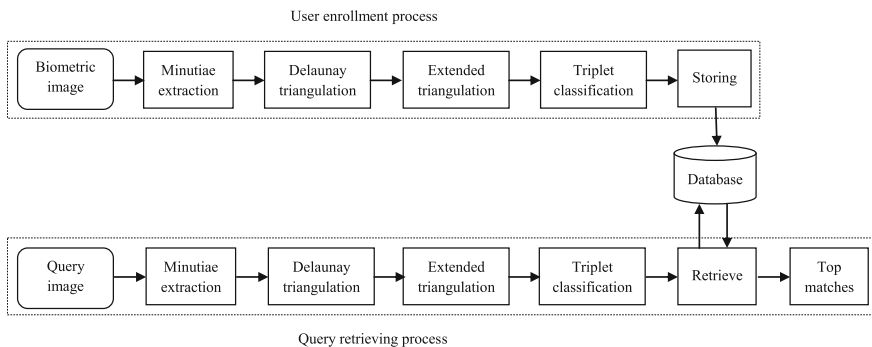 User enrollment process
Biometric
image
Minutiae
extraction
Delaunay
triangulation
Extended
triangulation
Triplet
classification
Storing
Database
Query
image
Minutiae
extraction
Delaunay
triangulation
Extended
triangulation
Triplet
classification
Retrieve
Top
matches
Query retrieving process